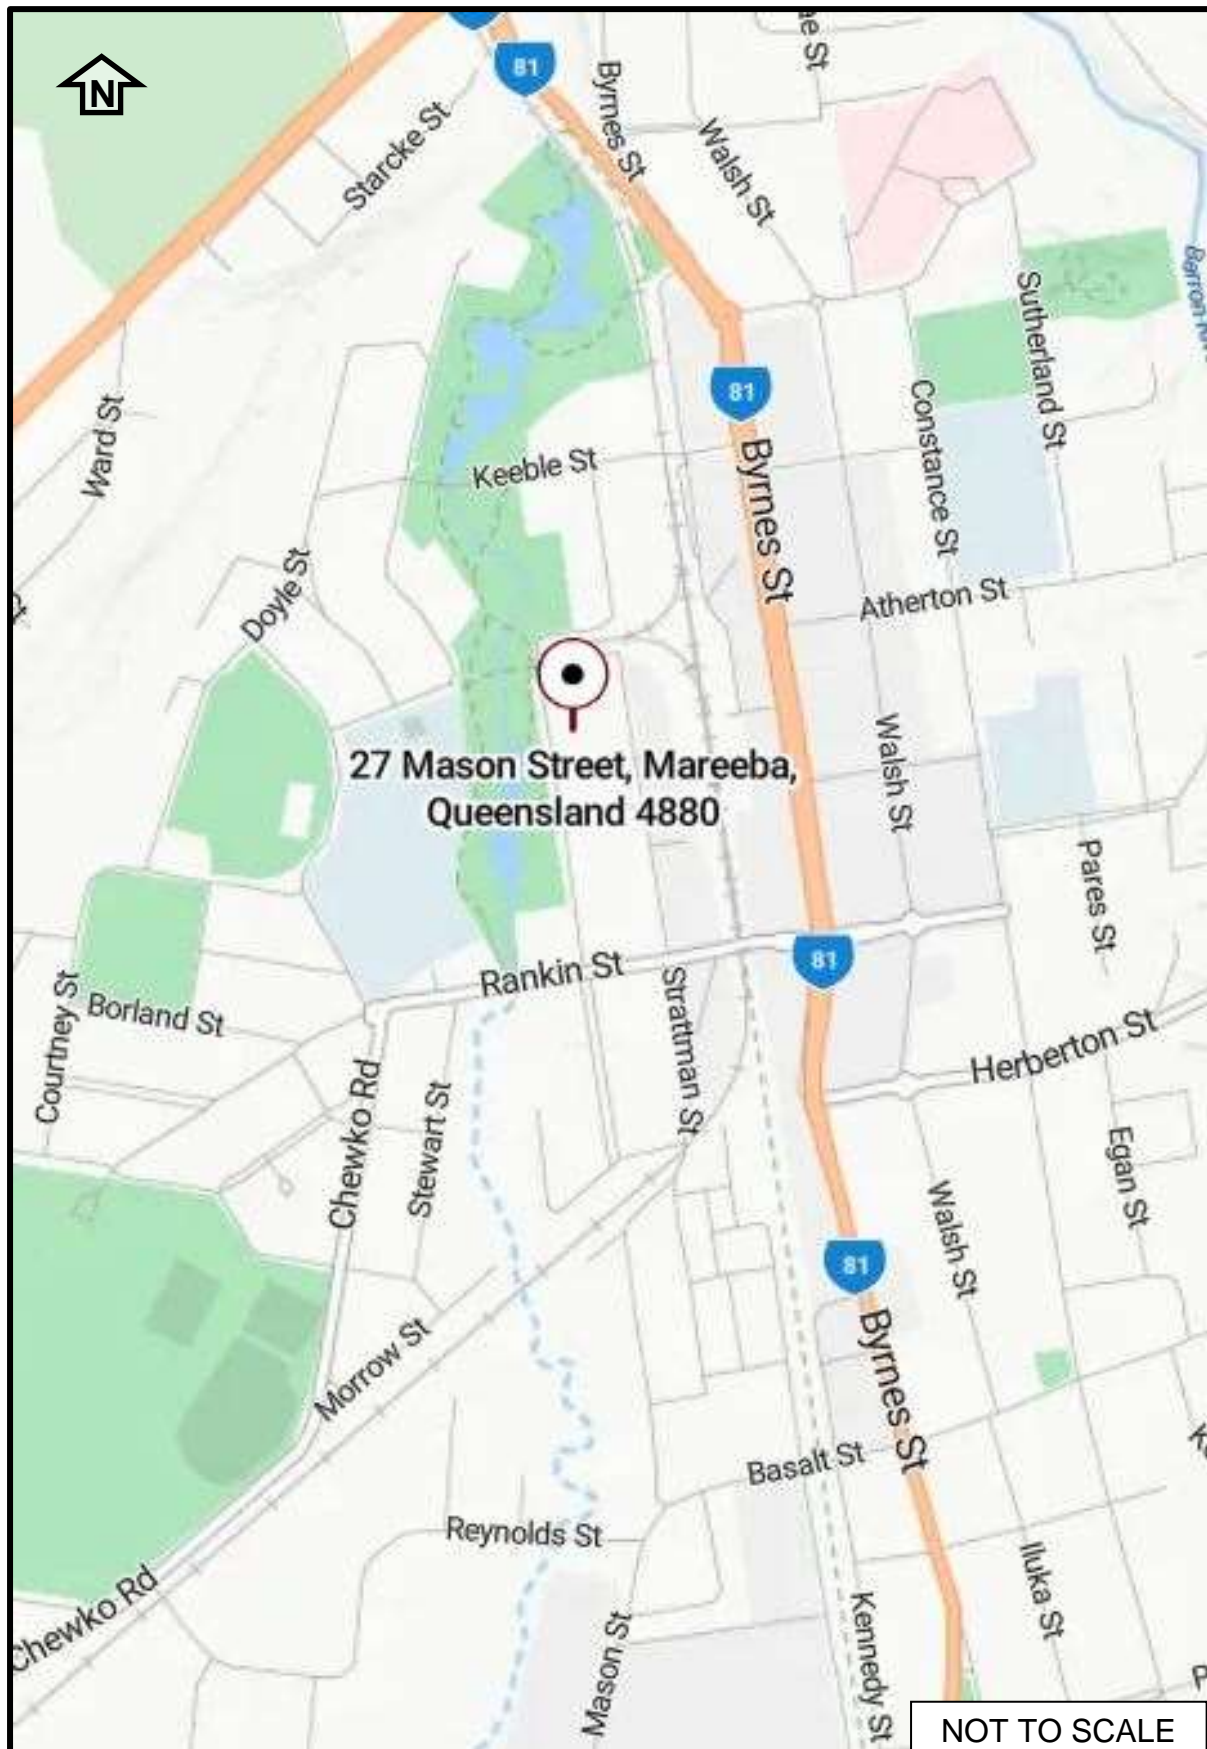 N
81
Byrnes St
Walsh St
Starcke St
Barron
Sutherland St
Ward St
81
Constance St
Keeble St
Byrnes St
Doyle St
Atherton St
27 Mason Street, Mareeba,
Queensland 4880
Walsh St
Pares St
81
Rankin St
Strattman St
Courtney St
Borland St
Herberton St
Chewko Rd
Stewart St
Egan St
Walsh St
81
Morrow St
Byrnes St
Basalt St
Reynolds St
Iluka St
Chewko Rd
Mason St
Kennedy St
NOT TO SCALE